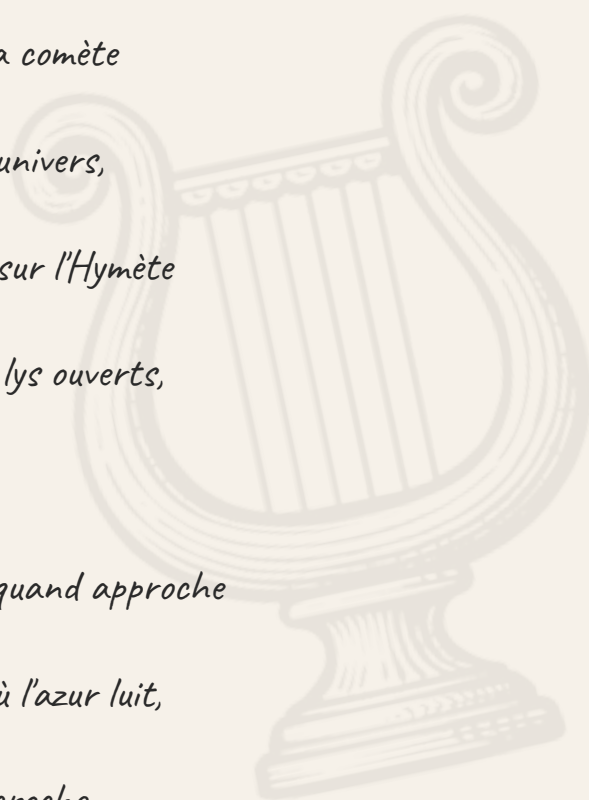 a comète
univers,
sur l'Hymète
lys ouverts,
quand approche
ù l'azur luit,